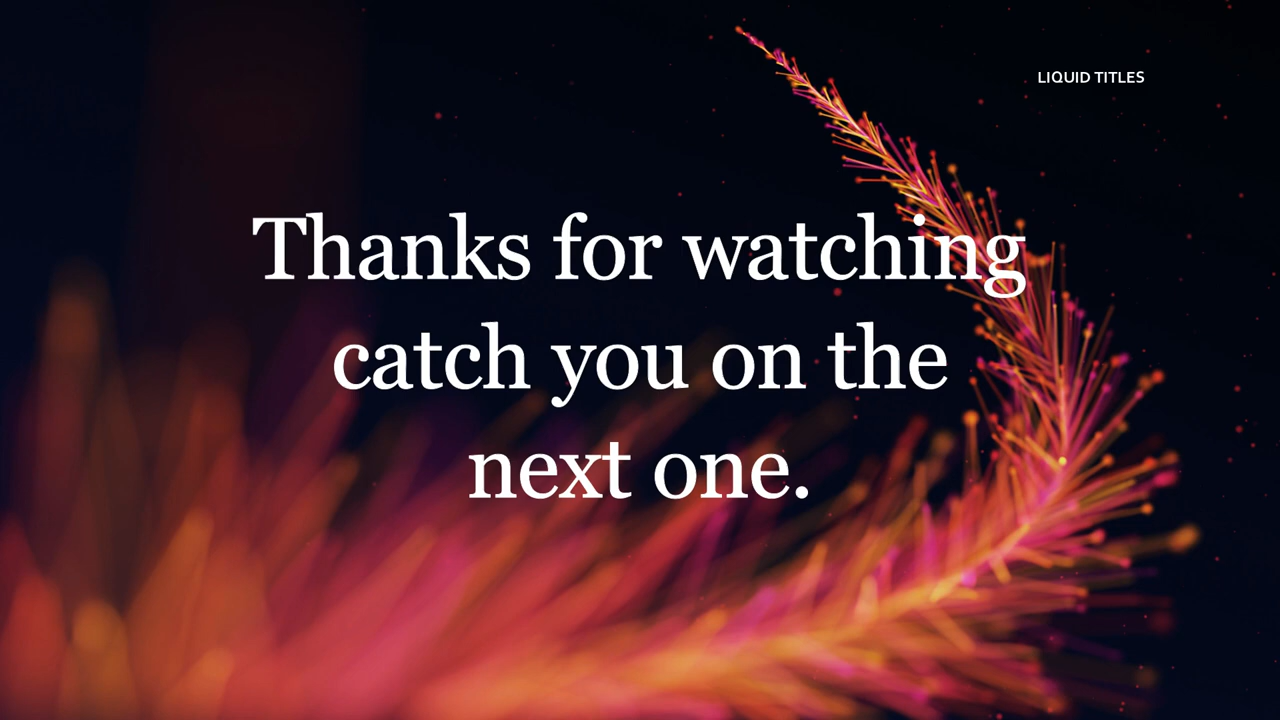 LIQUID TITLES
Thanks for watching
catch you on the
next one.